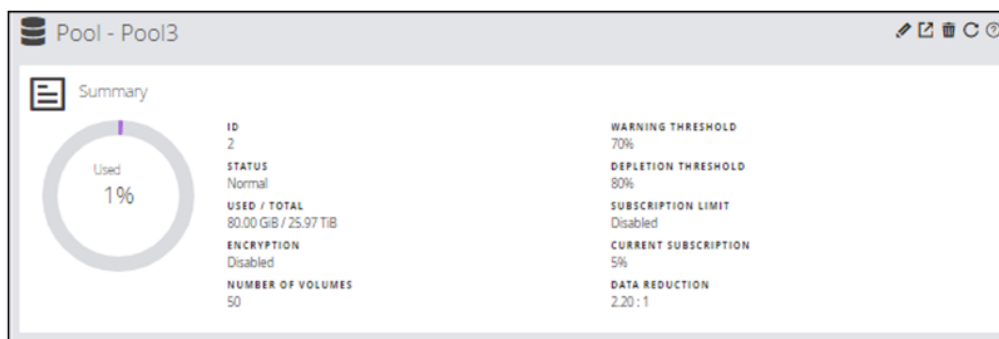 Pool - Pool3
Summary
Used
1%
ID
2
STATUS
Normal
USED / TOTAL
80.00 GiB / 25.97 TiB
ENCRYPTION
Disabled
NUMBER OF VOLUMES
50
WARNING THRESHOLD
70%
DEPLETION THRESHOLD
80%
SUBSCRIPTION LIMIT
Disabled
CURRENT SUBSCRIPTION
5%
DATA REDUCTION
2.20 : 1